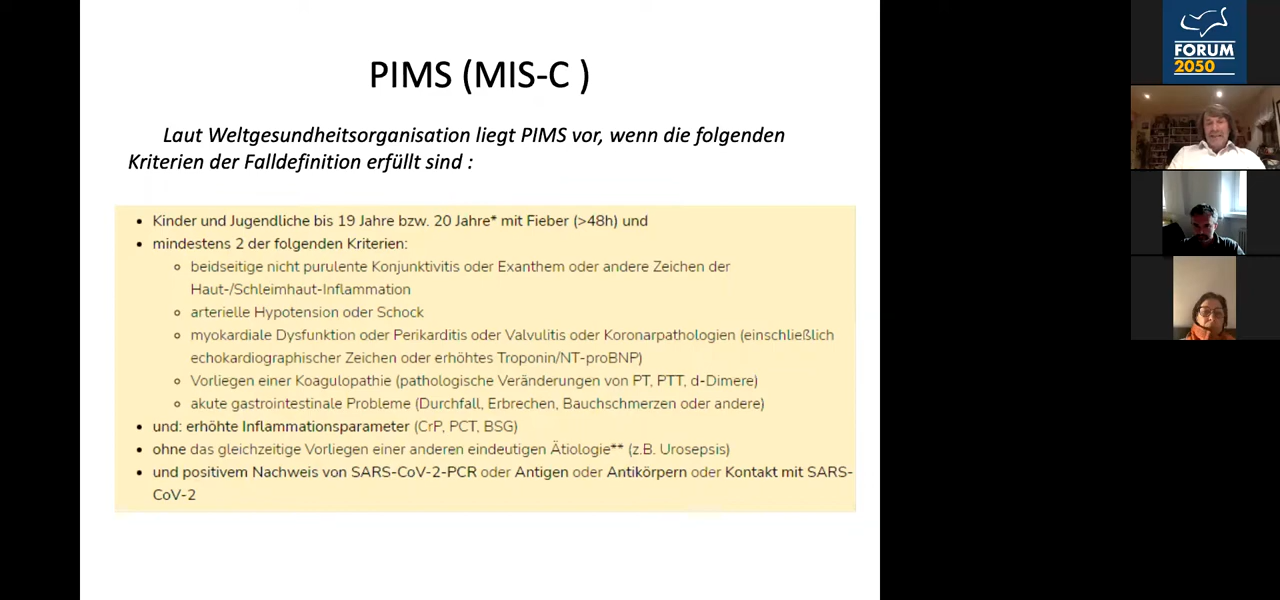 PIMS (MIS-C )
Laut Weltgesundheitsorganisation liegt PIMS vor, wenn die folgenden
Kriterien der Falldefinition erfüllt sind :
• Kinder und Jugendliche bis 19 Jahre bzw. 20 Jahre* mit Fieber (>48h) und
• mindestens 2 der folgenden Kriterien:
◦ beidseitige nicht purulente Konjunktivitis oder Exanthem oder andere Zeichen der
Haut-/Schleimhaut-Inflammation
◦ arterielle Hypotension oder Schock
◦ myokardiale Dysfunktion oder Perikarditis oder Valvulitis oder Koronarpathologien (einschließlich
echokardiographischer Zeichen oder erhöhtes Troponin/NT-proBNP)
◦ Vorliegen einer Koagulopathie (pathologische Veränderungen von PT, PTT, d-Dimere)
◦ akute gastrointestinale Probleme (Durchfall, Erbrechen, Bauchschmerzen oder andere)
• und: erhöhte Inflammationsparameter (CrP, PCT, BSG)
• ohne das gleichzeitige Vorliegen einer anderen eindeutigen Ätiologie** (z.B. Urosepsis)
• und positivem Nachweis von SARS-CoV-2-PCR oder Antigen oder Antikörpern oder Kontakt mit SARS-
CoV-2
FORUM
2050